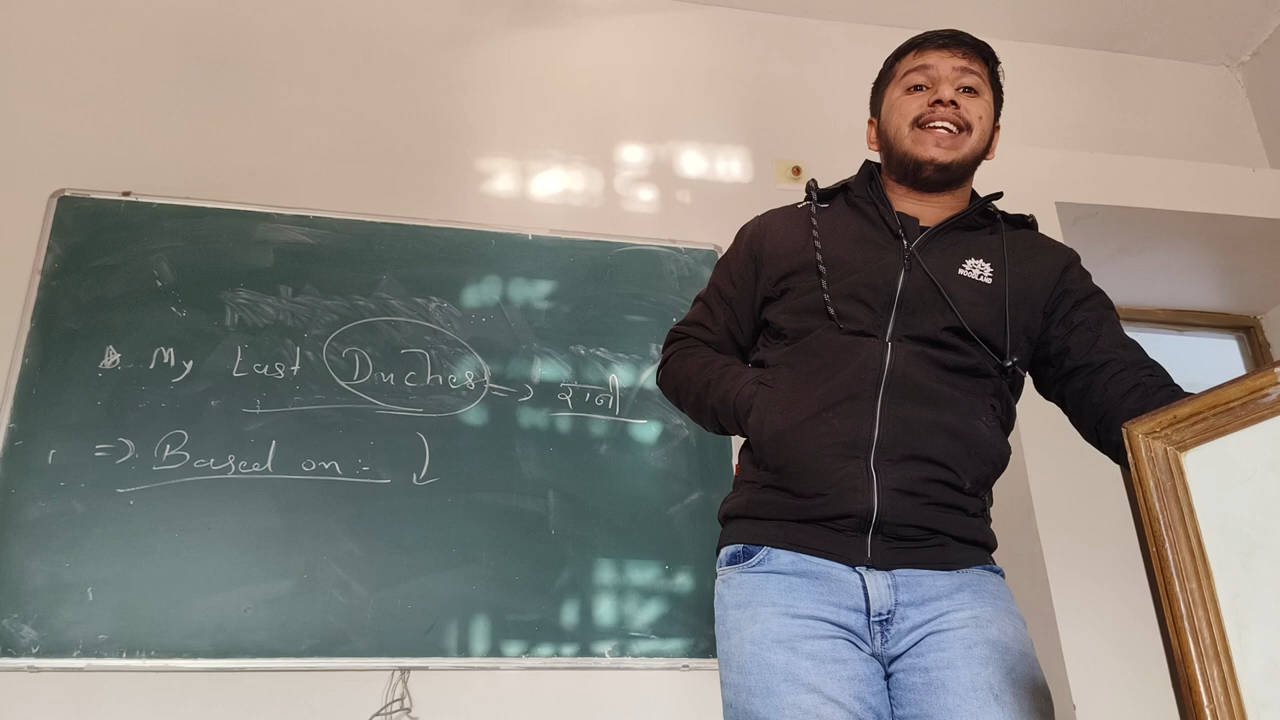 My Last Duches => रानी
=> Based on :-
WOODLAND